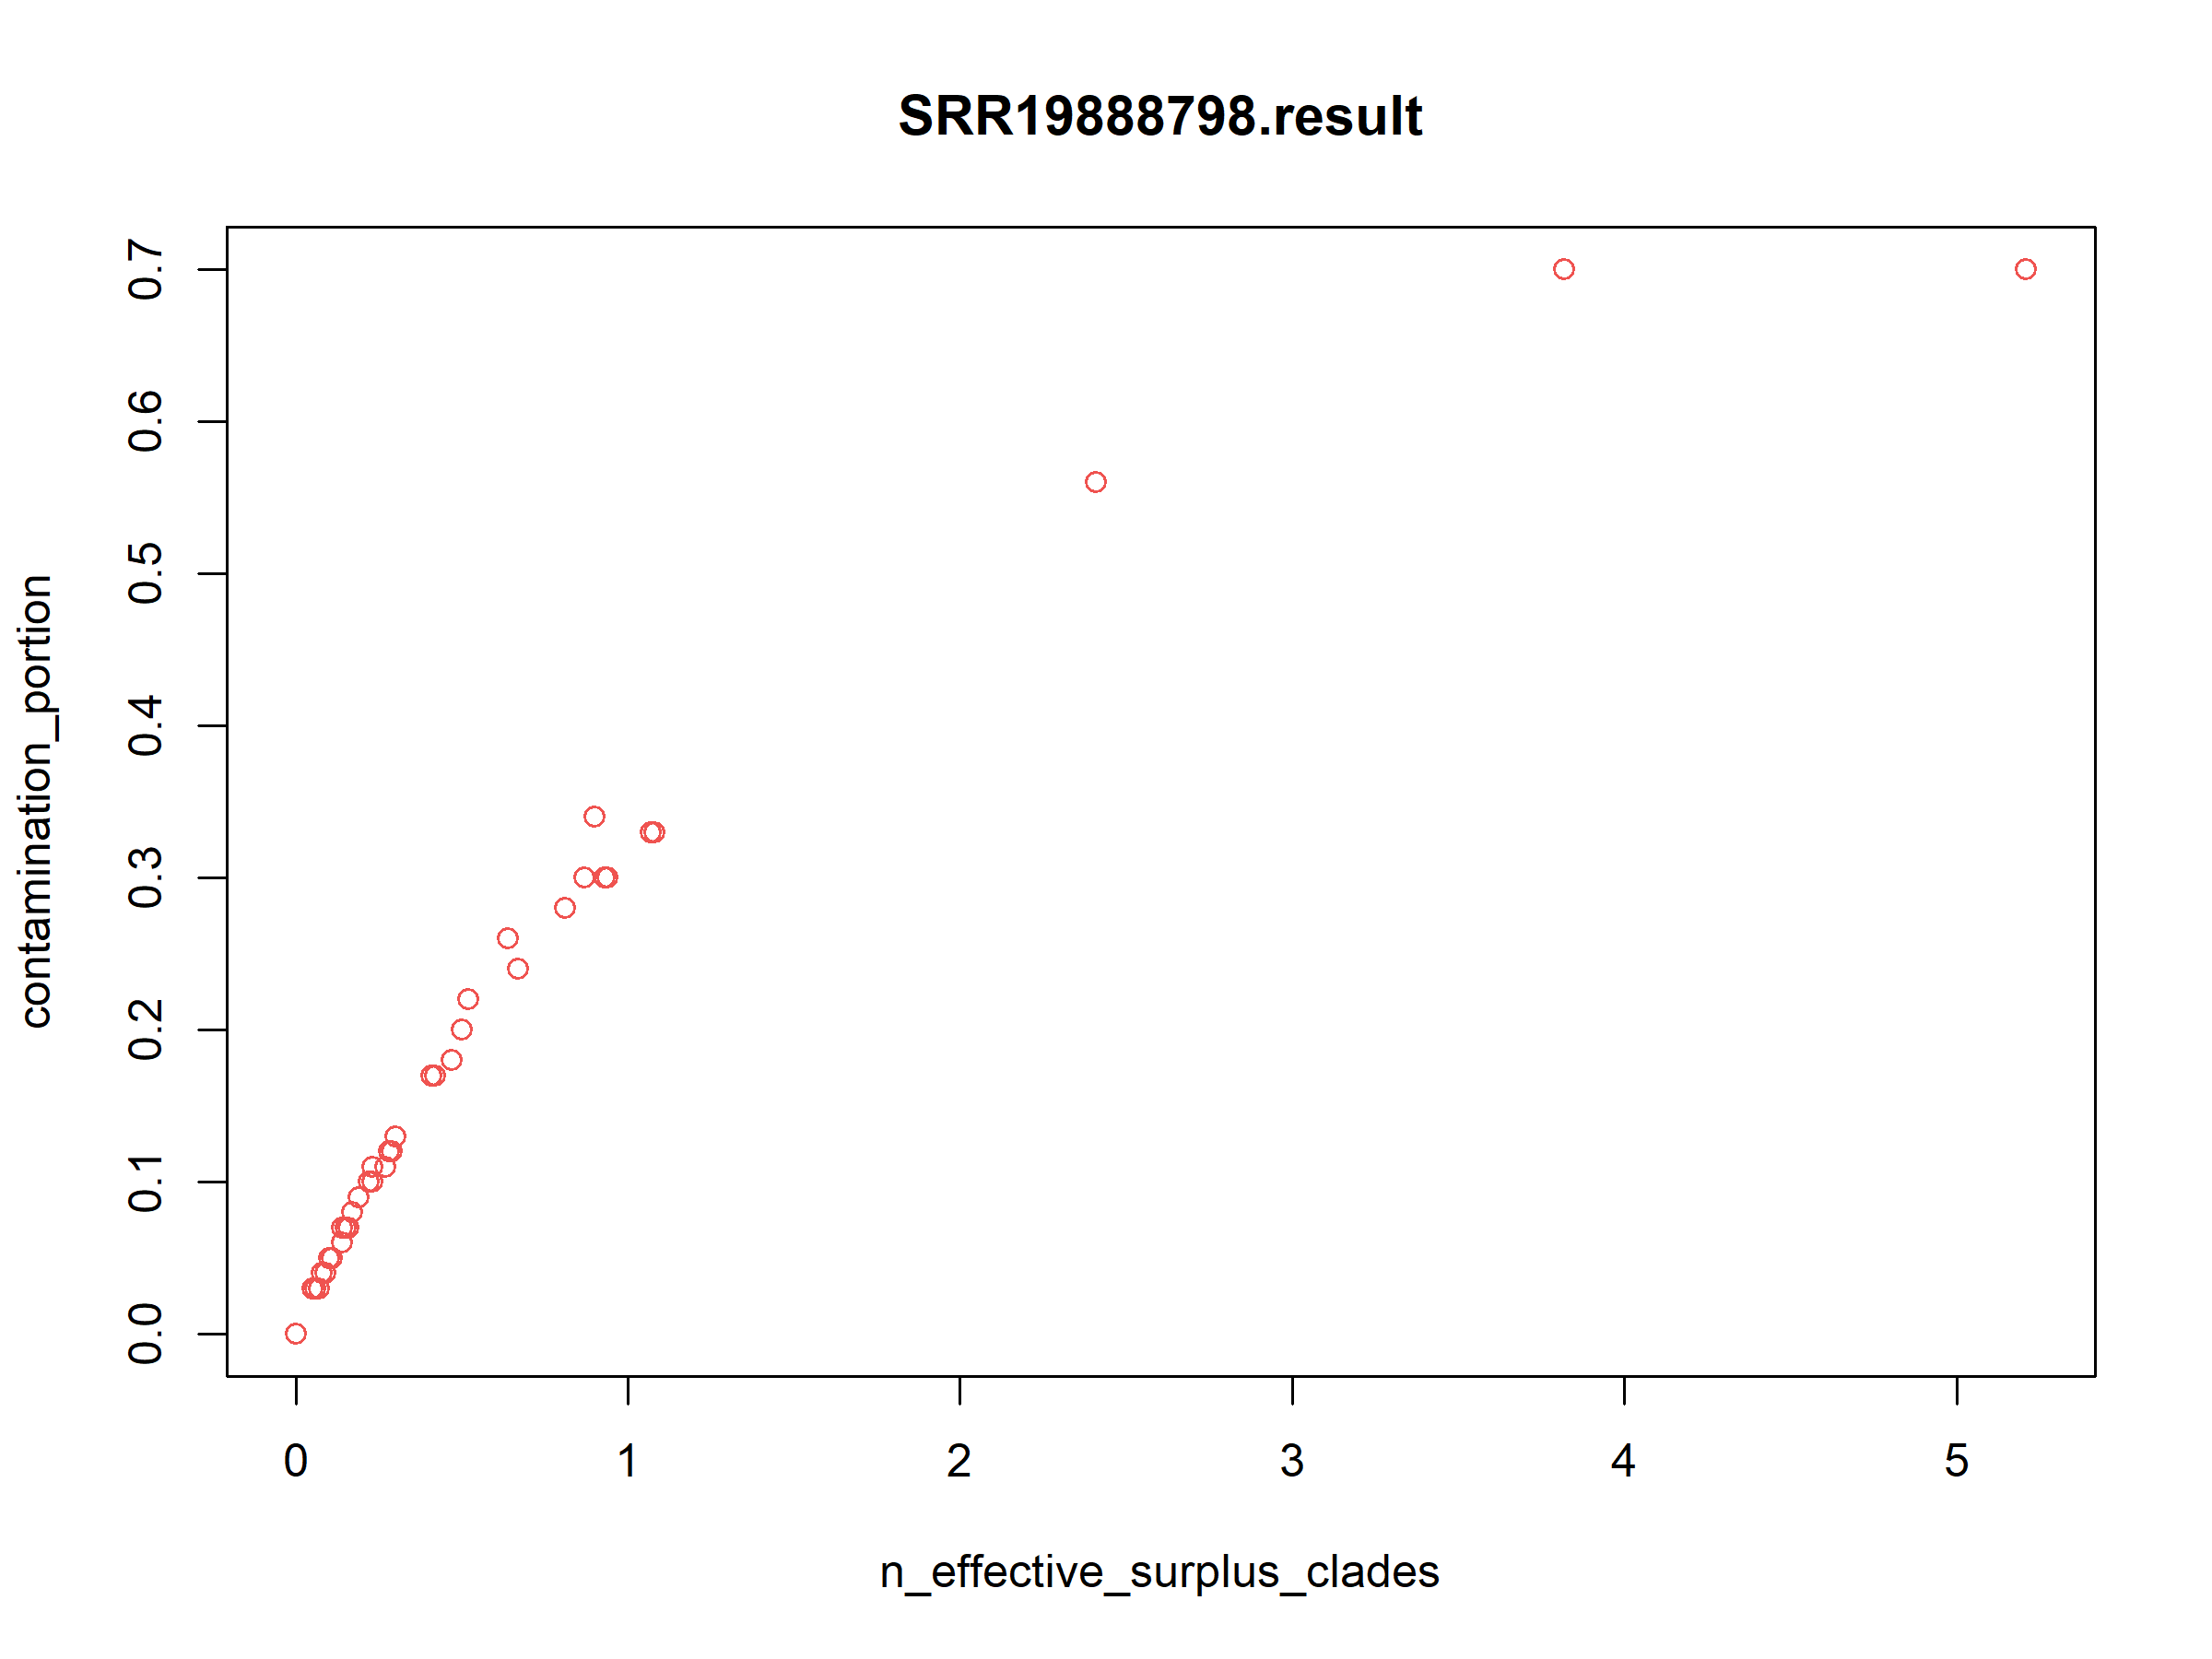 SRR19888798.result
contamination_portion
0.7
0.6
0.5
0.4
0.3
0.2
0.1
0.0
0 1 2 3 4 5
n_effective_surplus_clades